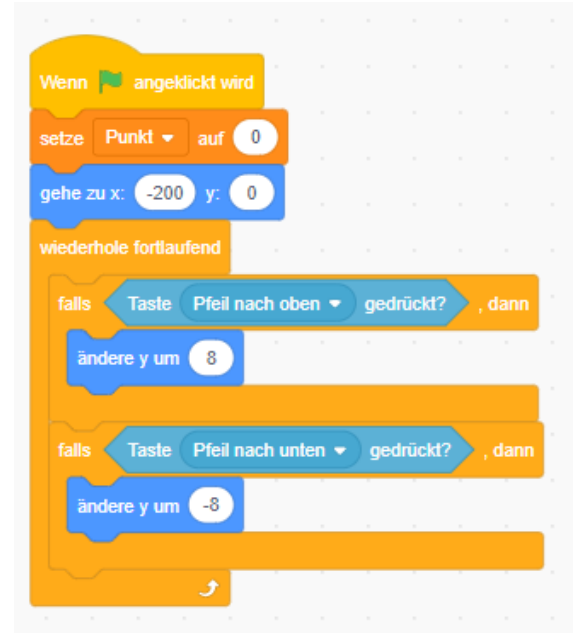 Wenn angeklickt wird
setze Punkt auf 0
gehe zu x: -200 y: 0
wiederhole fortlaufend
falls Taste Pfeil nach oben gedrückt? , dann
ändere y um 8
falls Taste Pfeil nach unten gedrückt? , dann
ändere y um -8